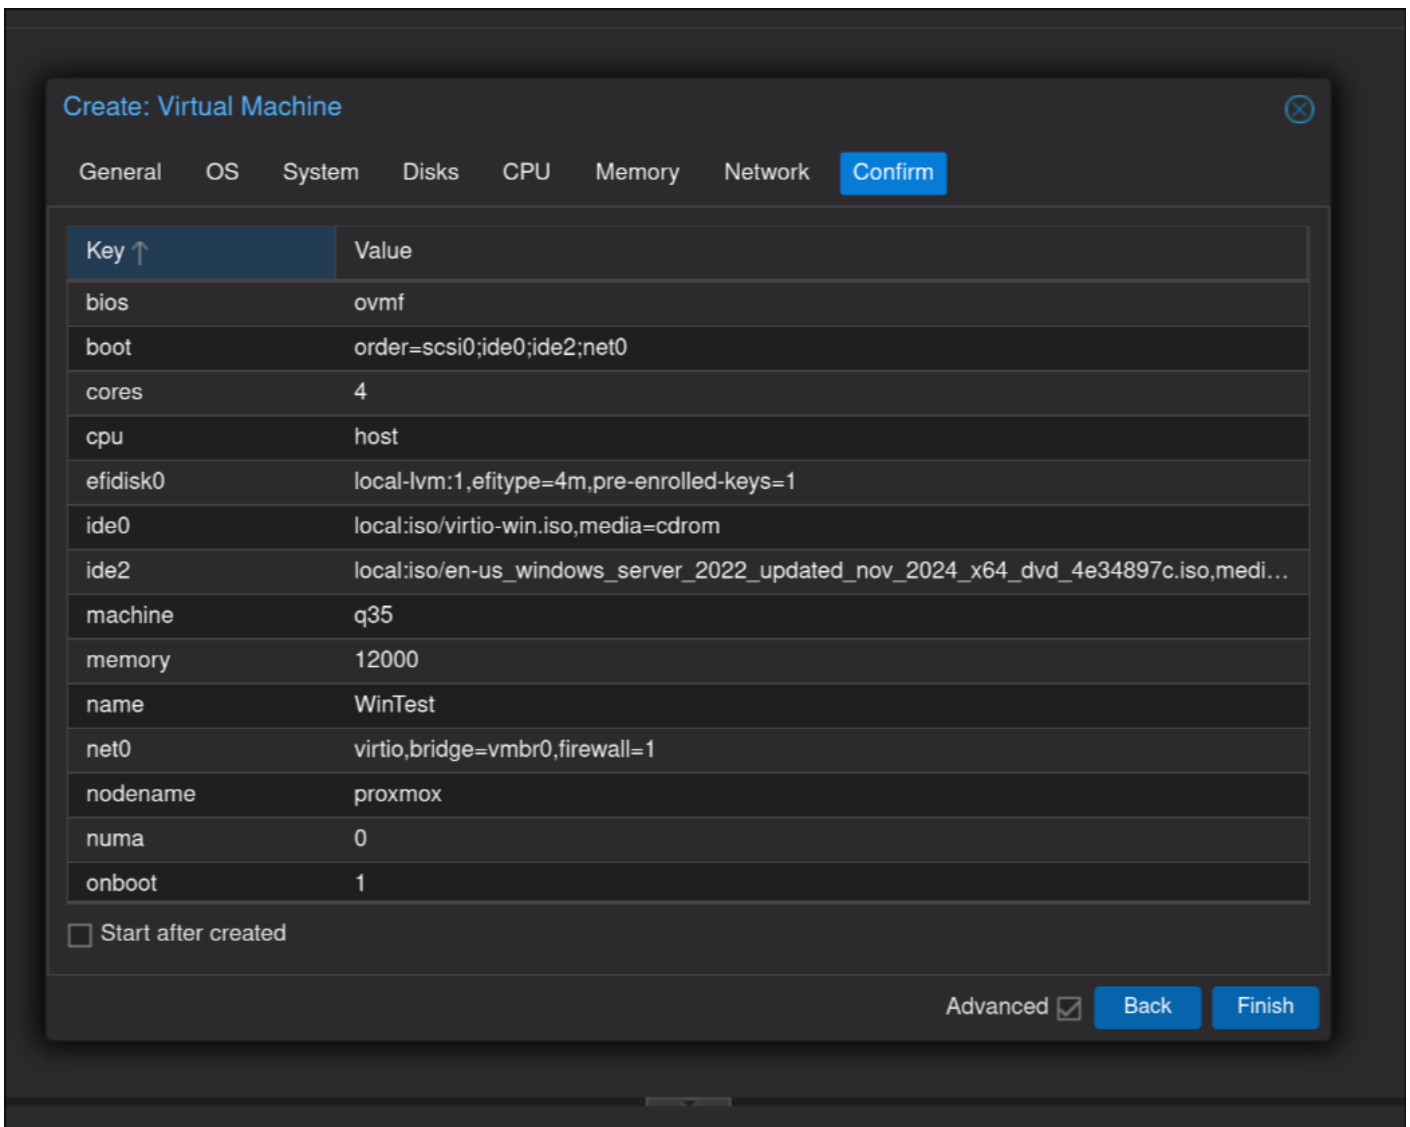 Create: Virtual Machine
General OS System Disks CPU Memory Network Confirm
Key Value
bios ovmf
boot order=scsi0;ide0;ide2;net0
cores 4
cpu host
efidisk0 local-lvm:1,efitype=4m,pre-enrolled-keys=1
ide0 local:iso/virtio-win.iso,media=cdrom
ide2 local:iso/en-us_windows_server_2022_updated_nov_2024_x64_dvd_4e34897c.iso,medi...
machine q35
memory 12000
name WinTest
net0 virtio,bridge=vmbr0,firewall=1
nodename proxmox
numa 0
onboot 1
Start after created
Advanced Back Finish